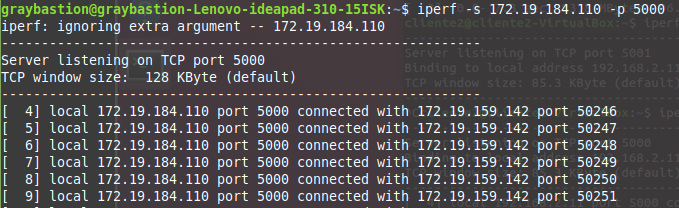 graybastion@graybastion-Lenovo-ideapad-310-15ISK:~$ iperf -s 172.19.184.110 -p 5000
iperf: ignoring extra argument -- 172.19.184.110
------------------------------------------------------------
Server listening on TCP port 5000
TCP window size:  128 KByte (default)
------------------------------------------------------------
[  4] local 172.19.184.110 port 5000 connected with 172.19.159.142 port 50246
[  5] local 172.19.184.110 port 5000 connected with 172.19.159.142 port 50247
[  6] local 172.19.184.110 port 5000 connected with 172.19.159.142 port 50248
[  7] local 172.19.184.110 port 5000 connected with 172.19.159.142 port 50249
[  8] local 172.19.184.110 port 5000 connected with 172.19.159.142 port 50250
[  9] local 172.19.184.110 port 5000 connected with 172.19.159.142 port 50251